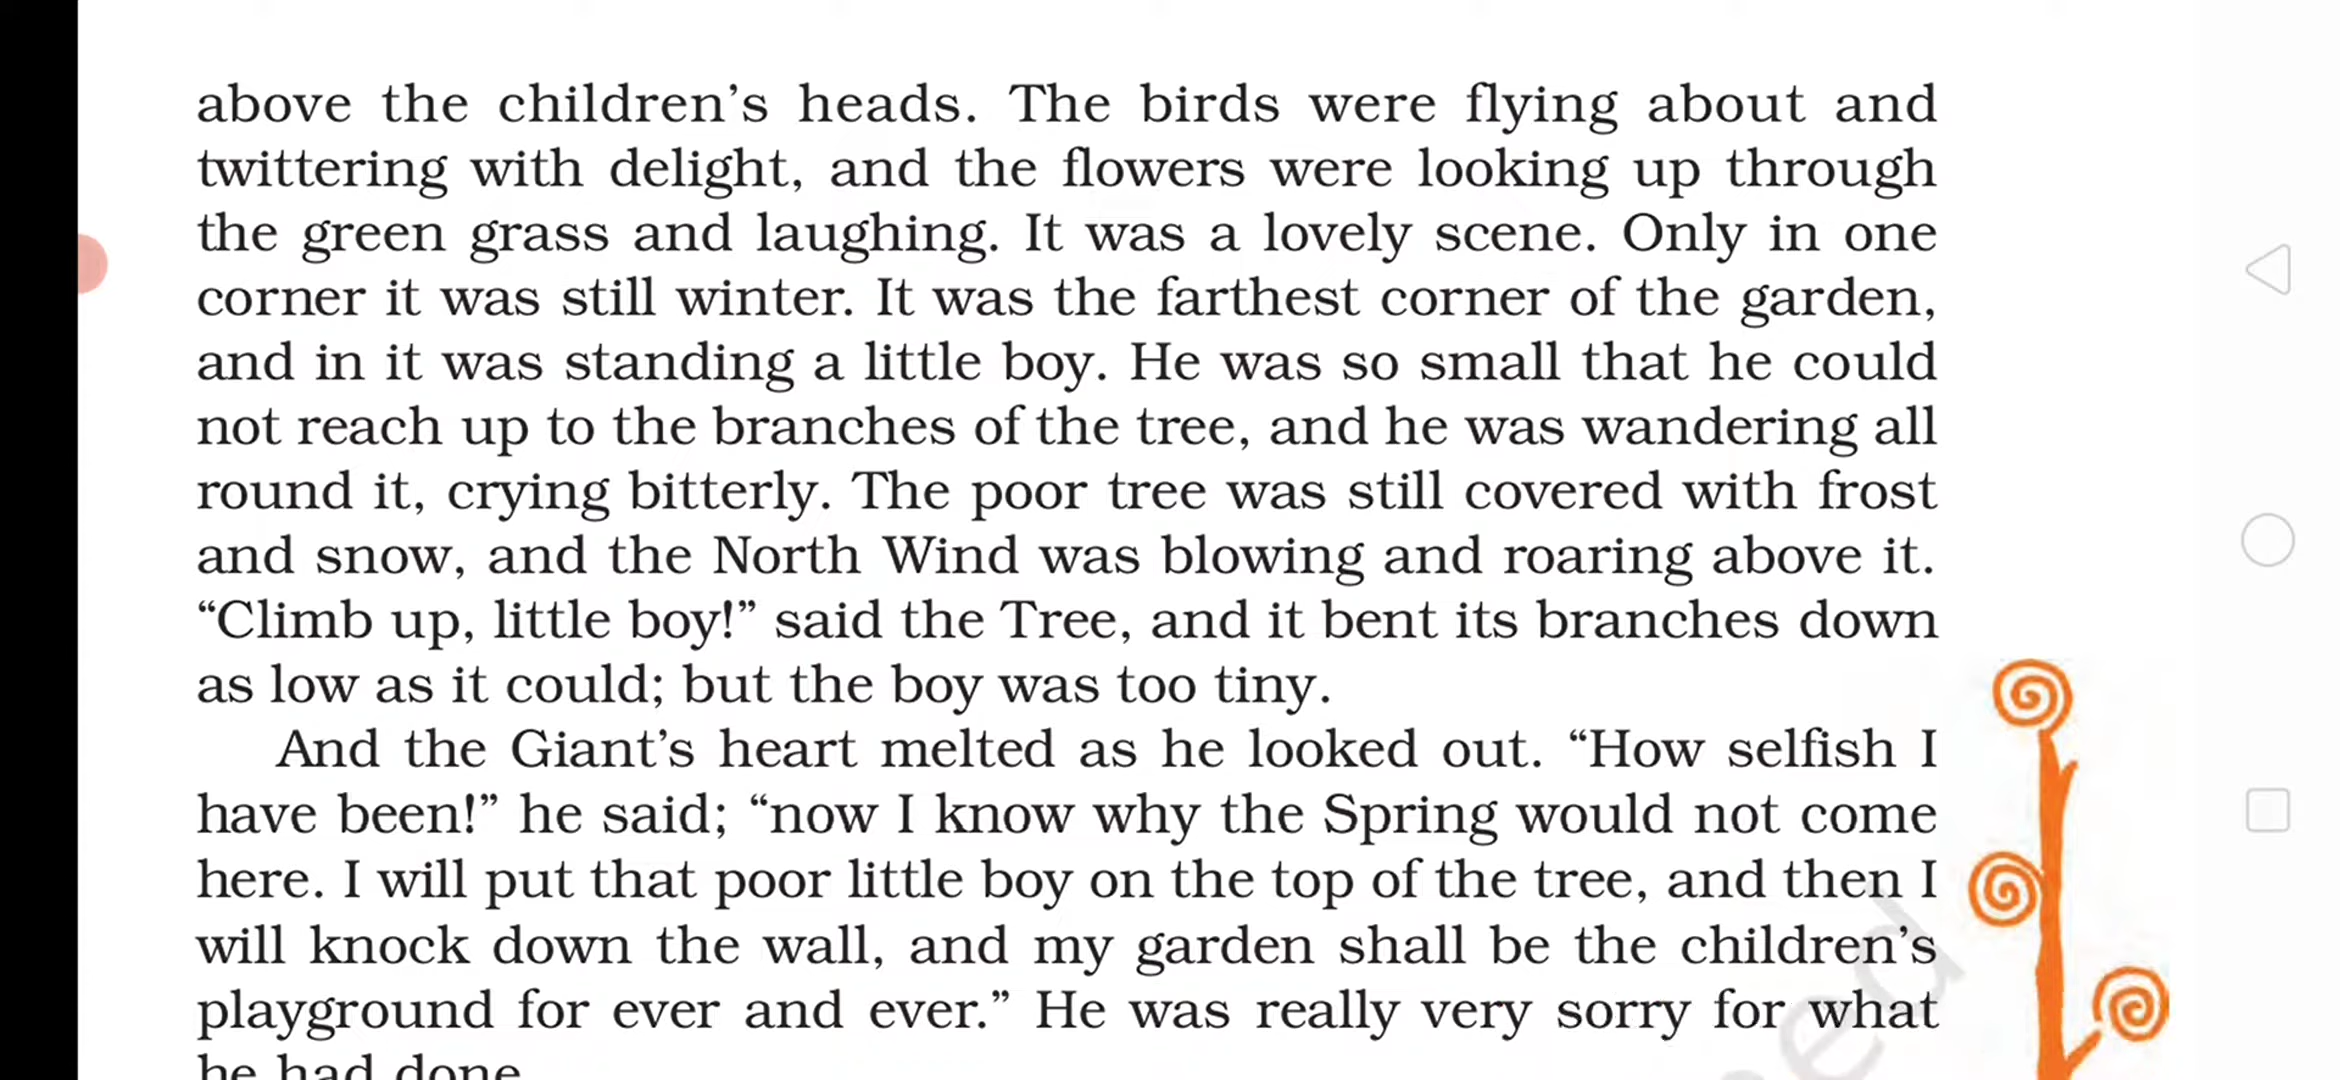 above the children’s heads. The birds were flying about and
twittering with delight, and the flowers were looking up through
the green grass and laughing. It was a lovely scene. Only in one
corner it was still winter. It was the farthest corner of the garden,
and in it was standing a little boy. He was so small that he could
not reach up to the branches of the tree, and he was wandering all
round it, crying bitterly. The poor tree was still covered with frost
and snow, and the North Wind was blowing and roaring above it.
“Climb up, little boy!” said the Tree, and it bent its branches down
as low as it could; but the boy was too tiny.
And the Giant’s heart melted as he looked out. “How selfish I
have been!” he said; “now I know why the Spring would not come
here. I will put that poor little boy on the top of the tree, and then I
will knock down the wall, and my garden shall be the children’s
playground for ever and ever.” He was really very sorry for what
he had done